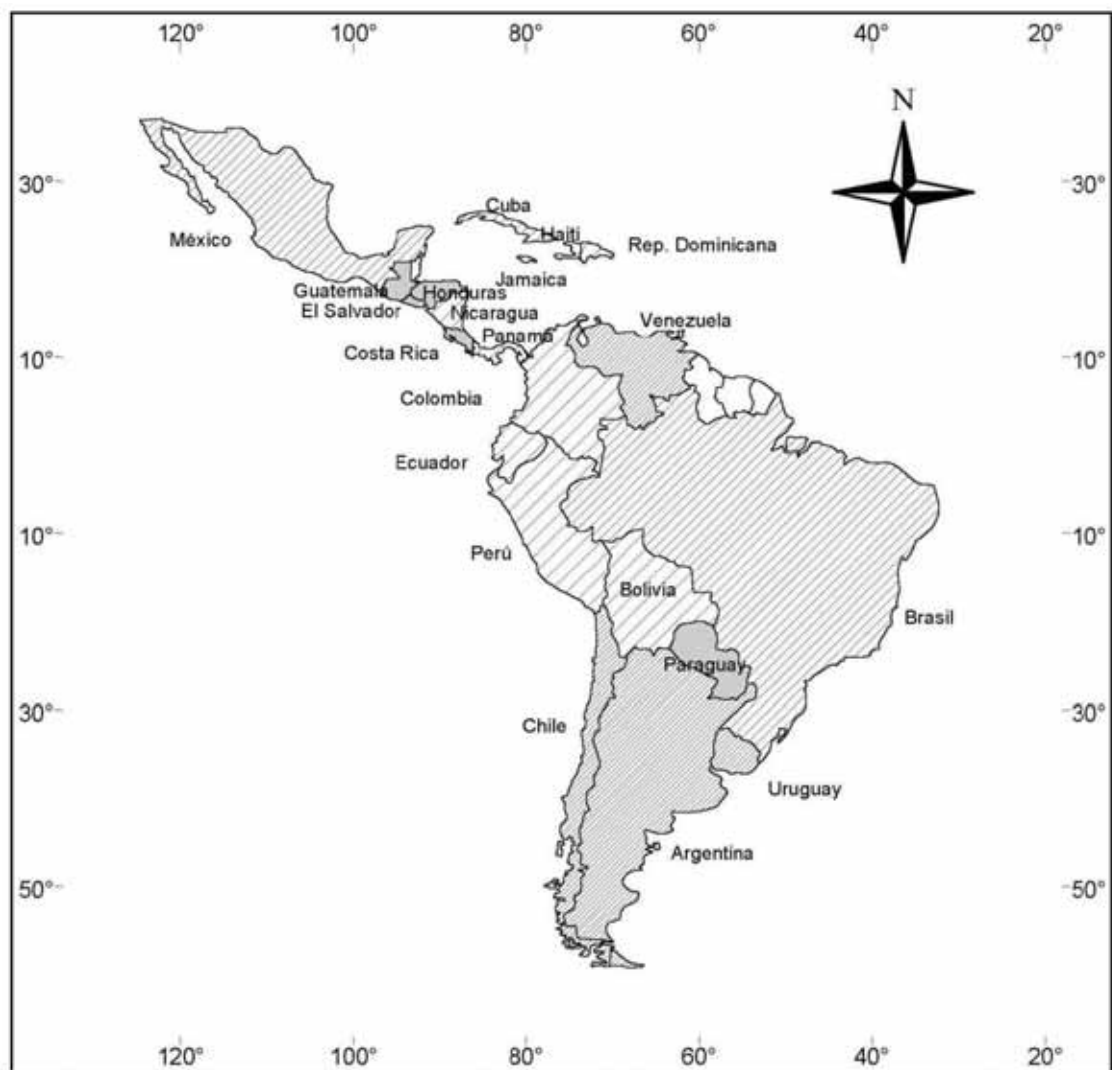 120° 100° 80° 60° 40° 20°
N
30° 30°
Cuba
Haití
México
Rep. Dominicana
Jamaica
Guatemala Honduras
El Salvador Nicaragua
Venezuela
Panamá
Costa Rica
10° 10°
Colombia
Ecuador
10° 10°
Perú
Bolivia
Brasil
Paraguay
30° 30°
Chile
Uruguay
Argentina
50° 50°
120° 100° 80° 60° 40° 20°